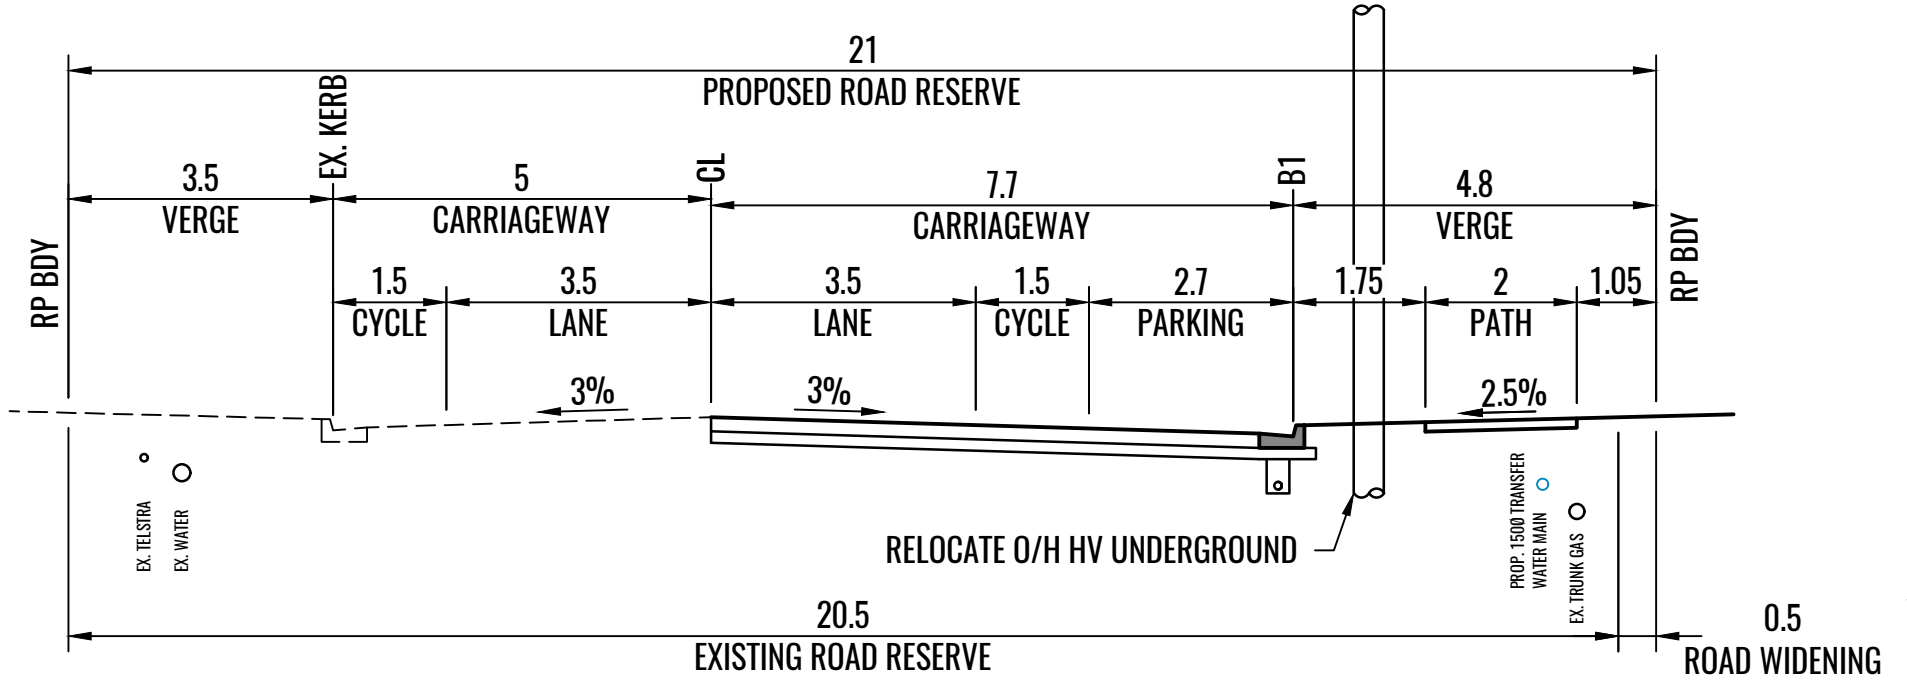 21
PROPOSED ROAD RESERVE
EX. KERB
CL
B1
3.5
5
7.7
4.8
VERGE
CARRIAGEWAY
CARRIAGEWAY
VERGE
RP BDY
RP BDY
1.5
3.5
3.5
1.5
2.7
1.75
2
1.05
CYCLE
LANE
LANE
CYCLE
PARKING
PATH
3%
3%
2.5%
EX. TELSTRA
EX. WATER
PROP. 150Ø TRANSFER
WATER MAIN
EX. TRUNK GAS
RELOCATE O/H HV UNDERGROUND
20.5
EXISTING ROAD RESERVE
0.5
ROAD WIDENING